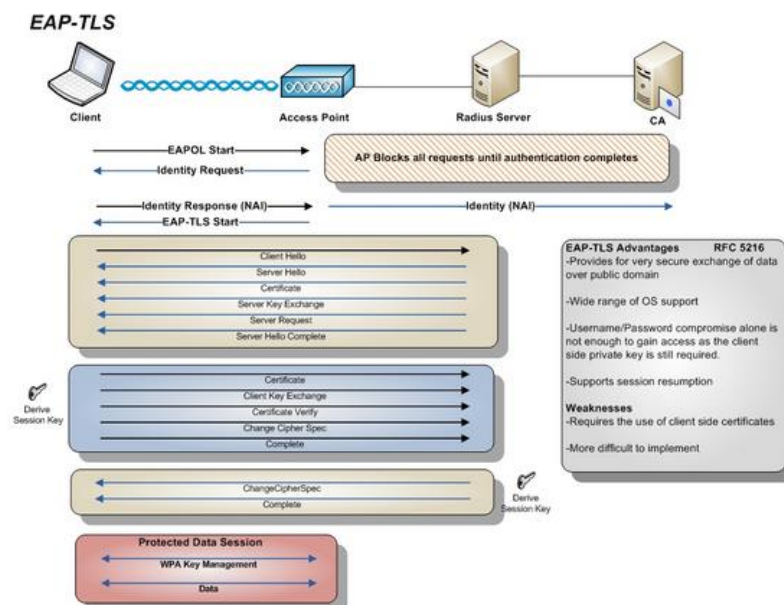 EAP-TLS
Client
Access Point
Radius Server
CA
EAPOL Start
Identity Request
AP Blocks all requests until authentication completes
Identity Response (NAI)
Identity (NAI)
EAP-TLS Start
Client Hello
Server Hello
Certificate
Server Key Exchange
Server Request
Server Hello Complete
EAP-TLS Advantages RFC 5216
-Provides for very secure exchange of data
over public domain
-Wide range of OS support
-Username/Password compromise alone is
not enough to gain access as the client
side private key is still required.
-Supports session resumption
Weaknesses
-Requires the use of client side certificates
-More difficult to implement
Derive
Session Key
Certificate
Client Key Exchange
Certificate Verify
Change Cipher Spec
Complete
ChangeCipherSpec
Complete
Derive
Session Key
Protected Data Session
WPA Key Management
Data